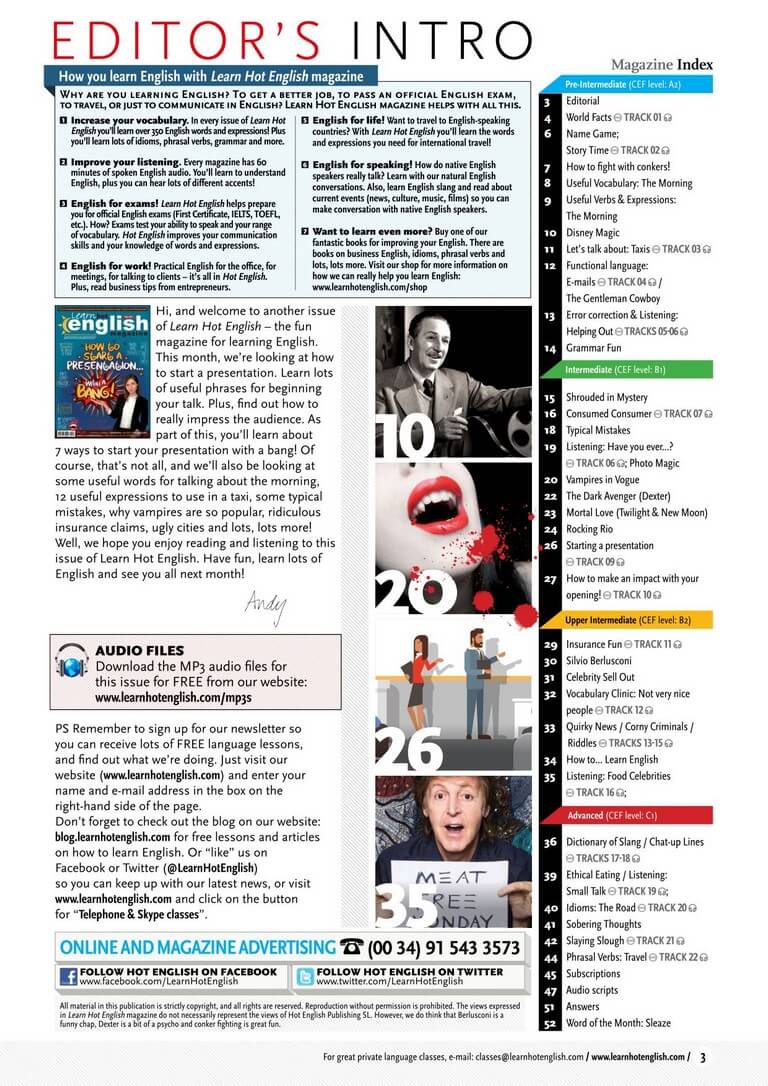 EDITOR'S INTRO
How you learn English with Learn Hot English magazine
WHY ARE YOU LEARNING ENGLISH? TO GET A BETTER JOB, TO PASS AN OFFICIAL ENGLISH EXAM,
TO TRAVEL, OR JUST TO COMMUNICATE IN ENGLISH? LEARN HOT ENGLISH MAGAZINE HELPS WITH ALL THIS.
1 Increase your vocabulary. In every issue of Learn Hot
English you'll learn over 350 English words and expressions! Plus
you'll learn lots of idioms, phrasal verbs, grammar and more.
2 Improve your listening. Every magazine has 60
minutes of spoken English audio. You'll learn to understand
English, plus you can hear lots of different accents!
3 English for exams! Learn Hot English helps prepare
you for official English exams (First Certificate, IELTS, TOEFL,
etc.). How? Exams test your ability to speak and your range
of vocabulary. Hot English improves your communication
skills and your knowledge of words and expressions.
4 English for work! Practical English for the office, for
meetings, for talking to clients – it's all in Hot English.
Plus, read business tips from entrepreneurs.
5 English for life! Want to travel to English-speaking
countries? With Learn Hot English you'll learn the words
and expressions you need for international travel!
6 English for speaking! How do native English
speakers really talk? Learn with our natural English
conversations. Also, learn English slang and read about
current events (news, culture, music, films) so you can
make conversation with native English speakers.
7 Want to learn even more? Buy one of our
fantastic books for improving your English. There are
books on business English, idioms, phrasal verbs and
lots, lots more. Visit our shop for more information on
how we can really help you learn English:
www.learnhotenglish.com/shop
Learn hot
english
magazine
HOW TO
START A
PRESENTATION...
WITH A
BANG!
Hi, and welcome to another issue
of Learn Hot English – the fun
magazine for learning English.
This month, we're looking at how
to start a presentation. Learn lots
of useful phrases for beginning
your talk. Plus, find out how to
really impress the audience. As
part of this, you'll learn about
7 ways to start your presentation with a bang! Of
course, that's not all, and we'll also be looking at
some useful words for talking about the morning,
12 useful expressions to use in a taxi, some typical
mistakes, why vampires are so popular, ridiculous
insurance claims, ugly cities and lots, lots more!
Well, we hope you enjoy reading and listening to this
issue of Learn Hot English. Have fun, learn lots of
English and see you all next month!
Andy
AUDIO FILES
Download the MP3 audio files for
this issue for FREE from our website:
www.learnhotenglish.com/mp3s
PS Remember to sign up for our newsletter so
you can receive lots of FREE language lessons,
and find out what we're doing. Just visit our
website (www.learnhotenglish.com) and enter your
name and e-mail address in the box on the
right-hand side of the page.
Don't forget to check out the blog on our website:
blog.learnhotenglish.com for free lessons and articles
on how to learn English. Or "like" us on
Facebook or Twitter (@LearnHotEnglish)
so you can keep up with our latest news, or visit
www.learnhotenglish.com and click on the button
for "Telephone & Skype classes".
10
20
26
MEAT
FREE
MONDAY
35
ONLINE AND MAGAZINE ADVERTISING ☎ (00 34) 91 543 3573
FOLLOW HOT ENGLISH ON FACEBOOK
www.facebook.com/LearnHotEnglish
FOLLOW HOT ENGLISH ON TWITTER
www.twitter.com/LearnHotEnglish
All material in this publication is strictly copyright, and all rights are reserved. Reproduction without permission is prohibited. The views expressed
in Learn Hot English magazine do not necessarily represent the views of Hot English Publishing SL. However, we do think that Berlusconi is a
funny chap, Dexter is a bit of a psycho and conker fighting is great fun.
Magazine Index
Pre-Intermediate (CEF level: A2)
3 Editorial
4 World Facts TRACK 01
6 Name Game;
Story Time TRACK 02
7 How to fight with conkers!
8 Useful Vocabulary: The Morning
9 Useful Verbs & Expressions:
The Morning
10 Disney Magic
11 Let's talk about: Taxis TRACK 03
12 Functional language:
E-mails TRACK 04 /
The Gentleman Cowboy
13 Error correction & Listening:
Helping Out TRACKS 05-06
14 Grammar Fun
Intermediate (CEF level: B1)
15 Shrouded in Mystery
16 Consumed Consumer TRACK 07
18 Typical Mistakes
19 Listening: Have you ever...?
TRACK 06; Photo Magic
20 Vampires in Vogue
22 The Dark Avenger (Dexter)
23 Mortal Love (Twilight & New Moon)
24 Rocking Rio
26 Starting a presentation
TRACK 09
27 How to make an impact with your
opening! TRACK 10
Upper Intermediate (CEF level: B2)
29 Insurance Fun TRACK 11
30 Silvio Berlusconi
31 Celebrity Sell Out
32 Vocabulary Clinic: Not very nice
people TRACK 12
33 Quirky News / Corny Criminals /
Riddles TRACKS 13-15
34 How to... Learn English
35 Listening: Food Celebrities
TRACK 16;
Advanced (CEF level: C1)
36 Dictionary of Slang / Chat-up Lines
TRACKS 17-18
39 Ethical Eating / Listening:
Small Talk TRACK 19;
40 Idioms: The Road TRACK 20
41 Sobering Thoughts
42 Slaying Slough TRACK 21
44 Phrasal Verbs: Travel TRACK 22
45 Subscriptions
47 Audio scripts
51 Answers
52 Word of the Month: Sleaze
For great private language classes, e-mail: classes@learnhotenglish.com / www.learnhotenglish.com / 3